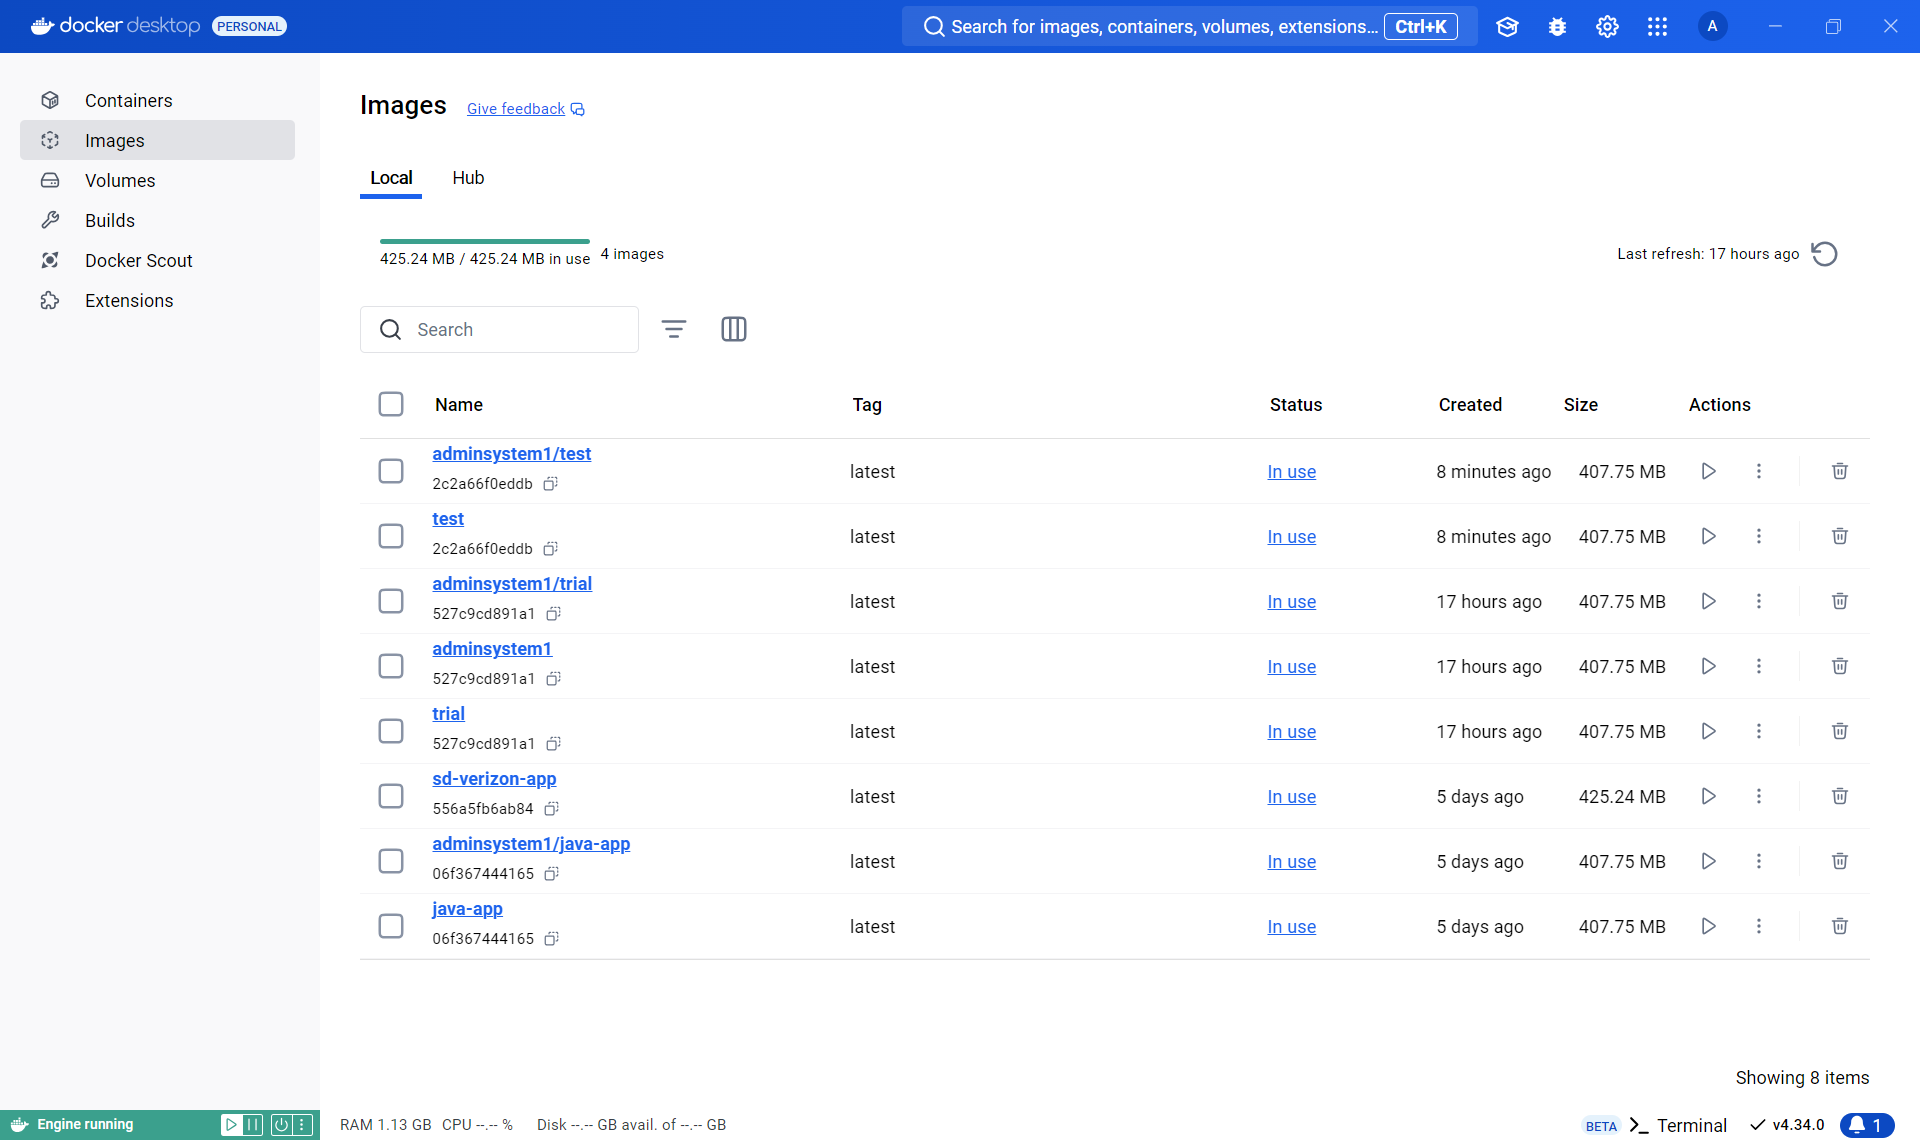 docker desktop PERSONAL
Search for images, containers, volumes, extensions... Ctrl+K
A
Containers
Images
Volumes
Builds
Docker Scout
Extensions
Images Give feedback
Local Hub
425.24 MB / 425.24 MB in use 4 images
Last refresh: 17 hours ago
Search
Name Tag Status Created Size Actions
adminsystem1/test
2c2a66f0eddb latest In use 8 minutes ago 407.75 MB
test
2c2a66f0eddb latest In use 8 minutes ago 407.75 MB
adminsystem1/trial
527c9cd891a1 latest In use 17 hours ago 407.75 MB
adminsystem1
527c9cd891a1 latest In use 17 hours ago 407.75 MB
trial
527c9cd891a1 latest In use 17 hours ago 407.75 MB
sd-verizon-app
556a5fb6ab84 latest In use 5 days ago 425.24 MB
adminsystem1/java-app
06f367444165 latest In use 5 days ago 407.75 MB
java-app
06f367444165 latest In use 5 days ago 407.75 MB
Showing 8 items
Engine running
RAM 1.13 GB CPU --.-- % Disk --.-- GB avail. of --.-- GB
BETA Terminal v4.34.0 1